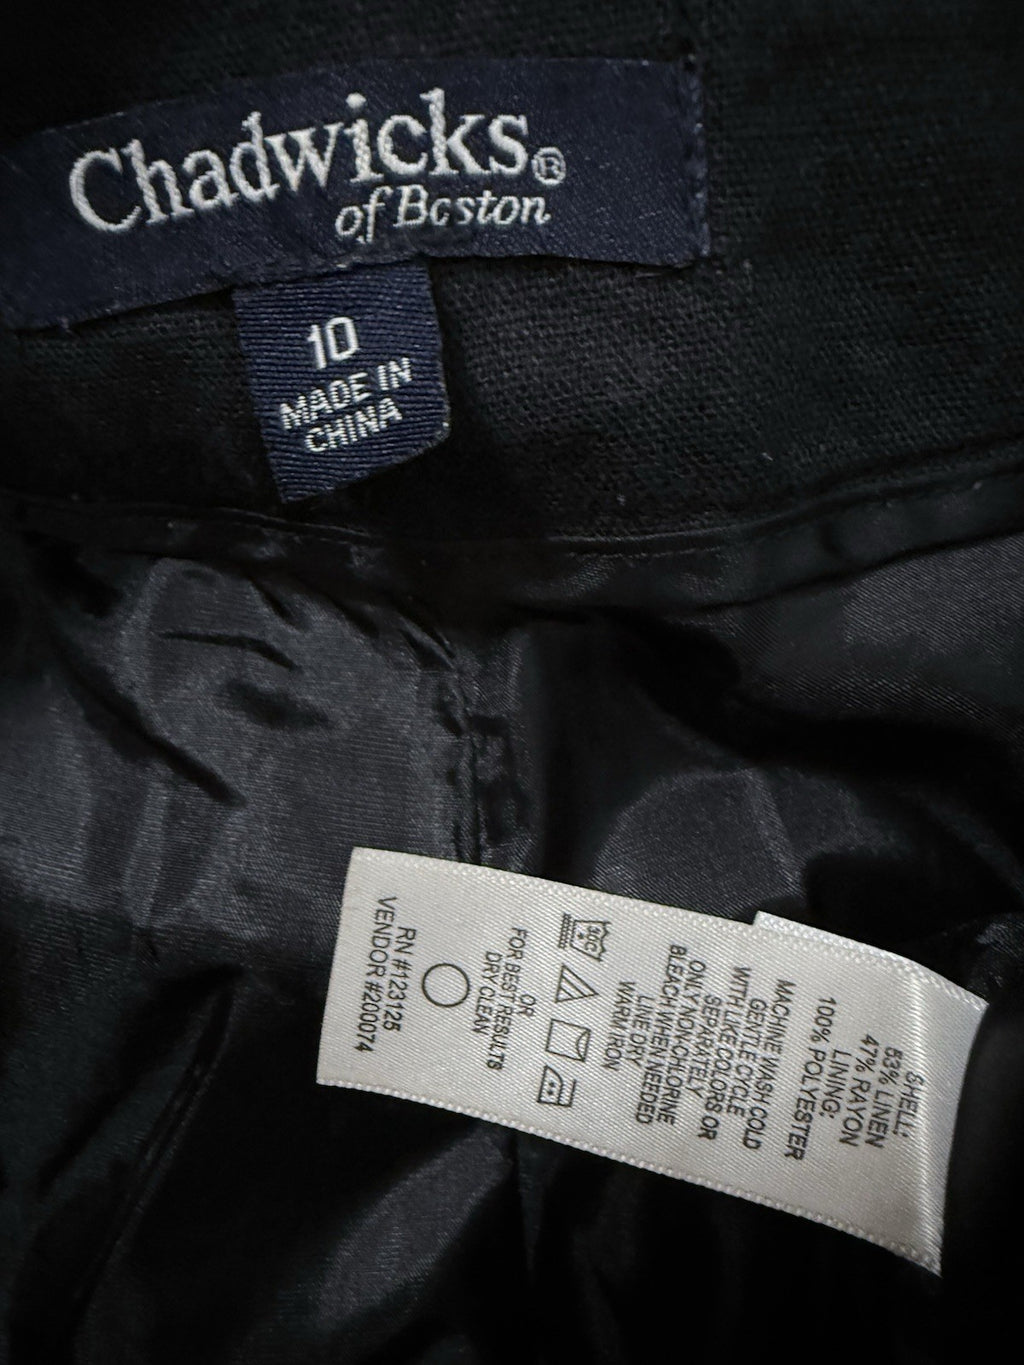 Chadwicks®
of Boston
10
MADE IN
CHINA
SHELL:
53% LINEN
47% RAYON
LINING:
100% POLYESTER
MACHINE WASH COLD
GENTLE CYCLE
WITH LIKE COLORS OR
SEPARATELY
ONLY NON-CHLORINE
BLEACH WHEN NEEDED
LINE DRY
WARM IRON
30C
OR
FOR BEST RESULTS
DRY CLEAN
RN #123125
VENDOR #200074